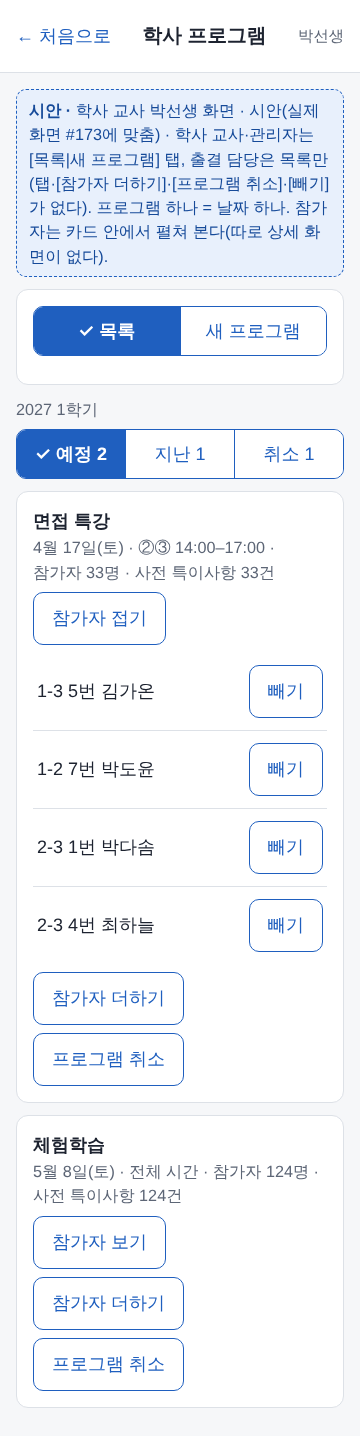 ← 처음으로 학사 프로그램 박선생
시안 · 학사 교사 박선생 화면 · 시안(실제
화면 #173에 맞춤) · 학사 교사·관리자는
[목록|새 프로그램] 탭, 출결 담당은 목록만
(탭·[참가자 더하기]·[프로그램 취소]·[빼기]
가 없다). 프로그램 하나 = 날짜 하나. 참가
자는 카드 안에서 펼쳐 본다(따로 상세 화
면이 없다).
✓ 목록 새 프로그램
2027 1학기
✓ 예정 2 지난 1 취소 1
면접 특강
4월 17일(토) · ②③ 14:00–17:00 ·
참가자 33명 · 사전 특이사항 33건
참가자 접기
1-3 5번 김가온 빼기
1-2 7번 박도윤 빼기
2-3 1번 박다솜 빼기
2-3 4번 최하늘 빼기
참가자 더하기
프로그램 취소
체험학습
5월 8일(토) · 전체 시간 · 참가자 124명 ·
사전 특이사항 124건
참가자 보기
참가자 더하기
프로그램 취소